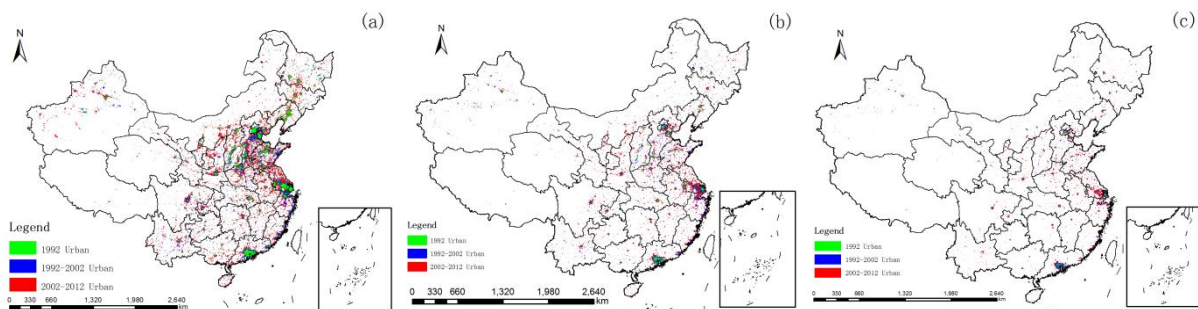 (a)
N
Legend
1992 Urban
1992-2002 Urban
2002-2012 Urban
0 330 660 1,320 1,980 2,640
km
(b)
N
Legend
1992 Urban
1992-2002 Urban
2002-2012 Urban
0 330 660 1,320 1,980 2,640
km
(c)
N
Legend
1992 Urban
1992-2002 Urban
2002-2012 Urban
0 330 660 1,320 1,980 2,640
km